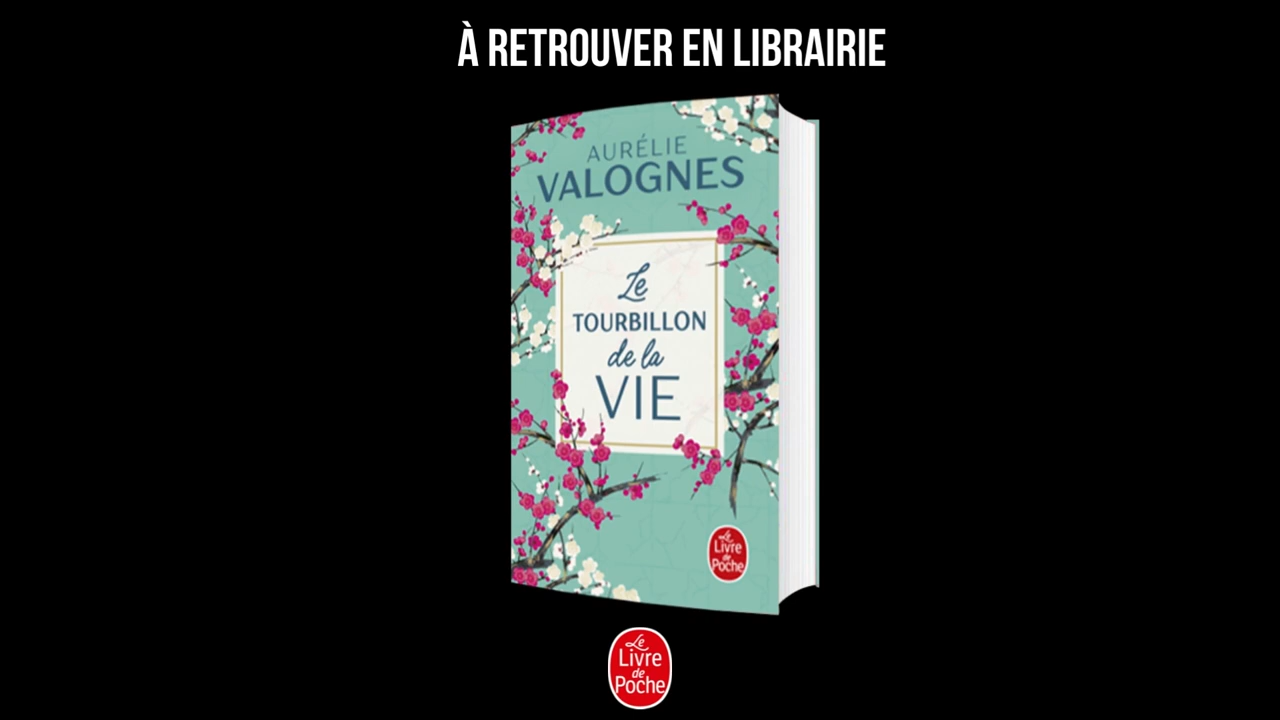 À RETROUVER EN LIBRAIRIE
AURÉLIE
VALOGNES
Le
TOURBILLON
de la
VIE
Le
Livre
de
Poche
Le
Livre
de
Poche